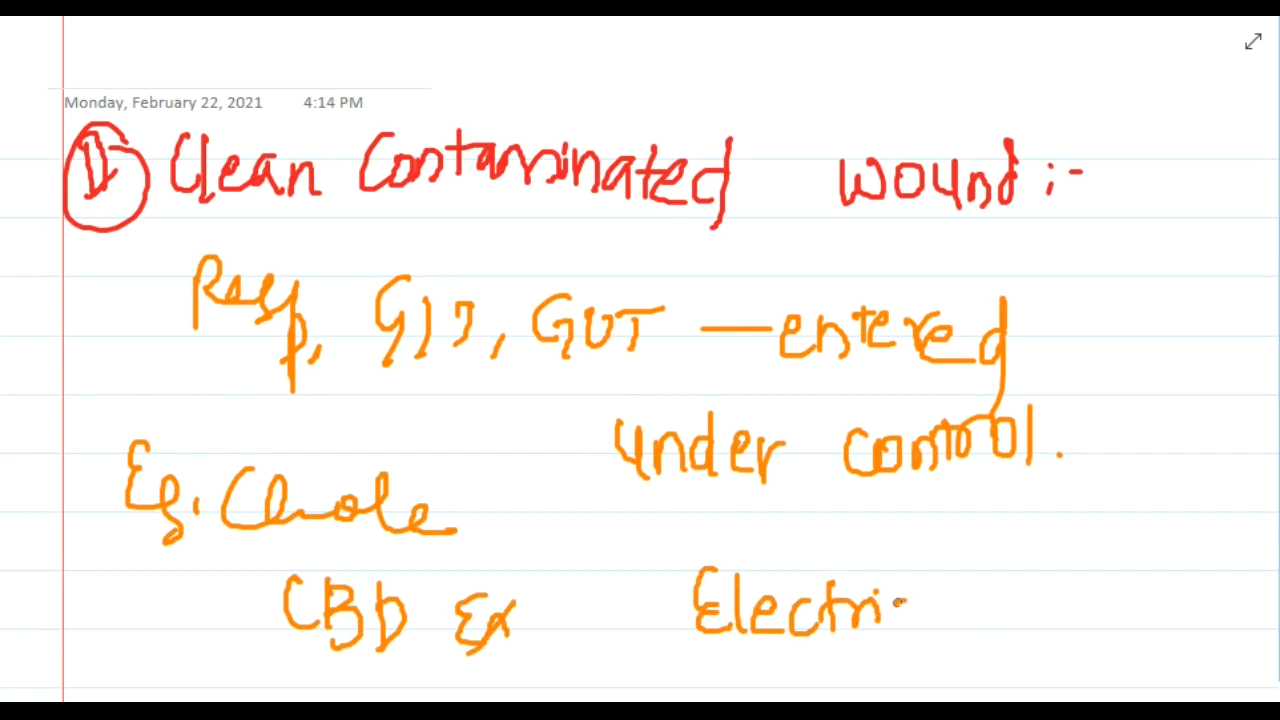 Monday, February 22, 2021 4:14 PM
II Clean Contaminated wound :-
Resp, GIT, GUT — entered
under control.
Eg. Chole
CBD Ex Electri